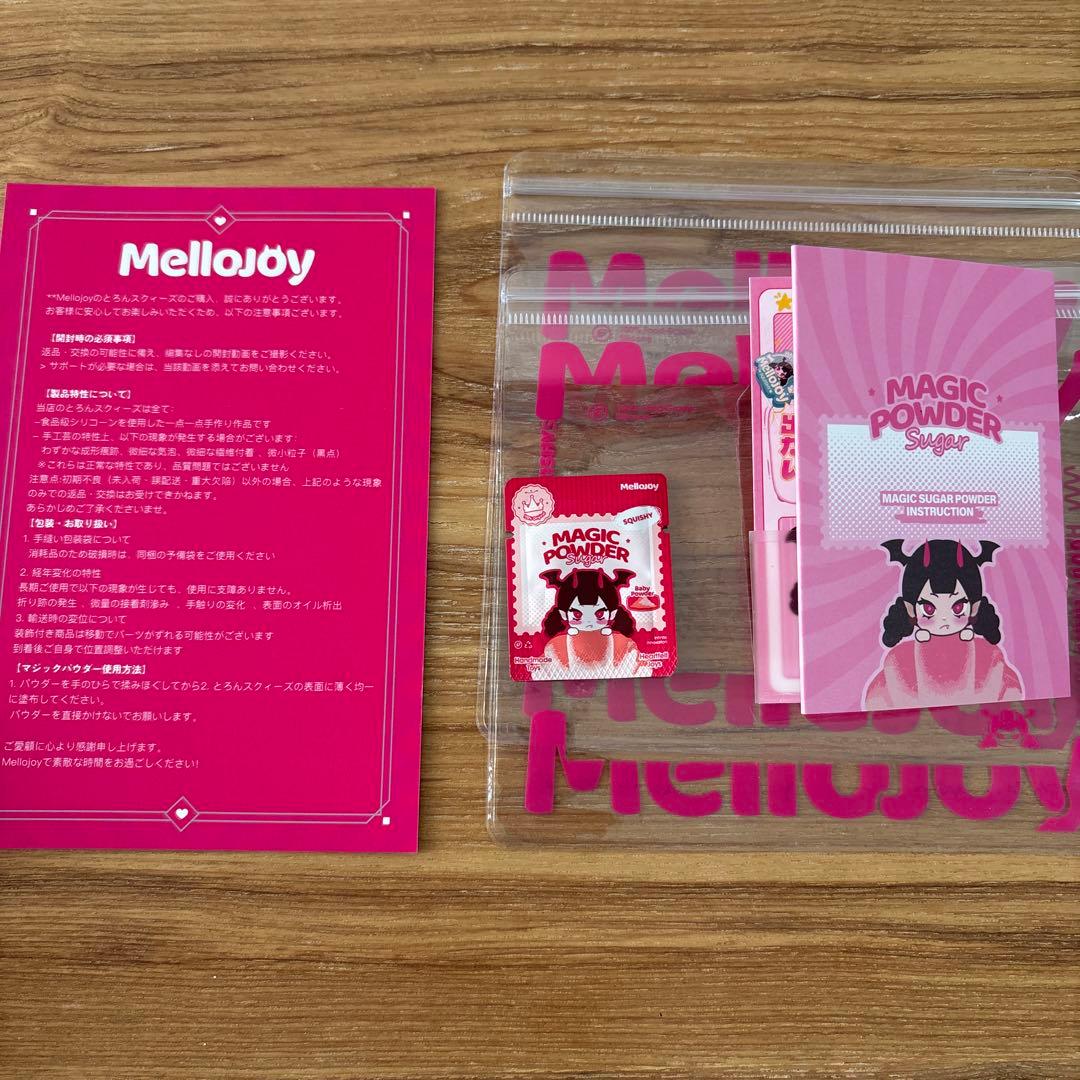 Mellojoy
**Mellojoyのとろんスクィーズのご購入、誠にありがとうございます。
お客様に安心してお楽しみいただくため、以下の注意事項ございます。
【開封時の必須事項】
返品・交換の可能性に備え、編集なしの開封動画をご撮影ください。
> サポートが必要な場合は、当該動画を添えてお問い合わせください。
【製品特性について】
当店のとろんスクィーズは全て:
–食品級シリコーンを使用した一点一点手作り作品です
– 手工芸の特性上、以下の現象が発生する場合がございます:
わずかな成形痕跡、微細な気泡、微細な繊維付着 、微小粒子（黒点）
※これらは正常な特性であり、品質問題ではございません
注意点:初期不良（未入荷・誤配送・重大欠陥）以外の場合、上記のような現象
のみでの返品・交換はお受けできかねます。
あらかじめご了承くださいませ。
【包装・お取り扱い】
1. 手縫い包装袋について
消耗品のため破損時は、同梱の予備袋をご使用ください
2. 経年変化の特性
長期ご使用で以下の現象が生じても、使用に支障ありません。
折り跡の発生 、微量の接着剤滲み 、手触りの変化 、表面のオイル析出
3. 輸送時の変位について
装飾付き商品は移動でパーツがずれる可能性がございます
到着後ご自身で位置調整いただけます
【マジックパウダー使用方法】
1. パウダーを手のひらで揉みほぐしてから2. とろんスクィーズの表面に薄く均一
に塗布してください。
パウダーを直接かけないでお願いします。
ご愛顧に心より感謝申し上げます。
Mellojoyで素敵な時間をお過ごしください!
Mellojoy
SQUISHY
MAGIC
POWDER
Sugar
Baby
Powder
Handmade
Toys
Heartfelt
Joys
Mellojoy
MAGIC
POWDER
Sugar
MAGIC SUGAR POWDER
INSTRUCTION
Mellojoy